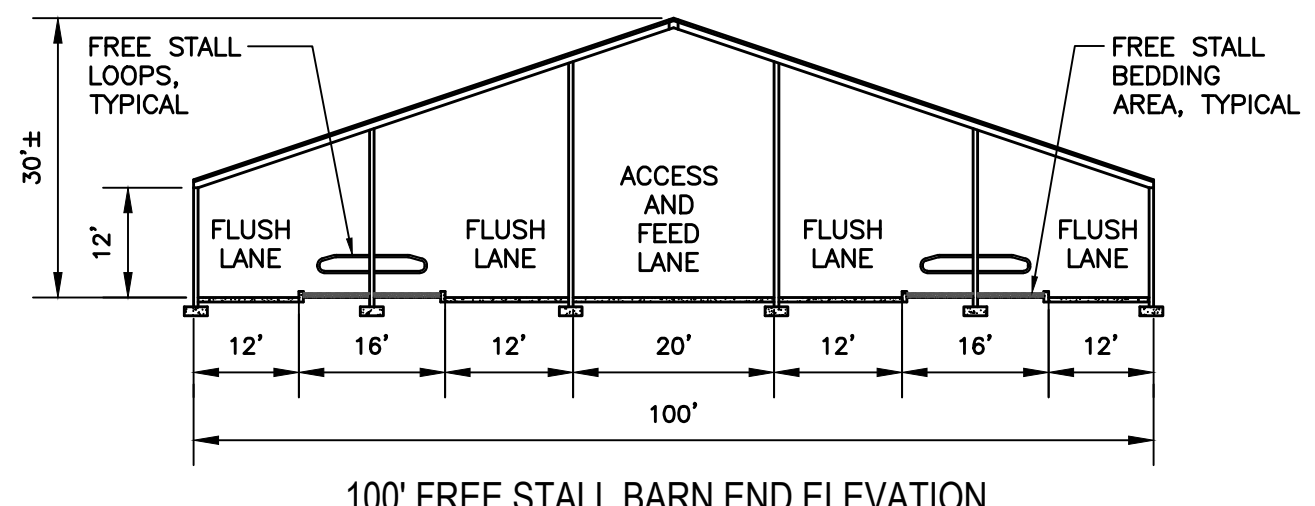 FREE STALL
LOOPS,
TYPICAL
FREE STALL
BEDDING
AREA, TYPICAL
30'±
12'
FLUSH
LANE
FLUSH
LANE
ACCESS
AND
FEED
LANE
FLUSH
LANE
FLUSH
LANE
12'
16'
12'
20'
12'
16'
12'
100'
100' FREE STALL BARN END ELEVATION